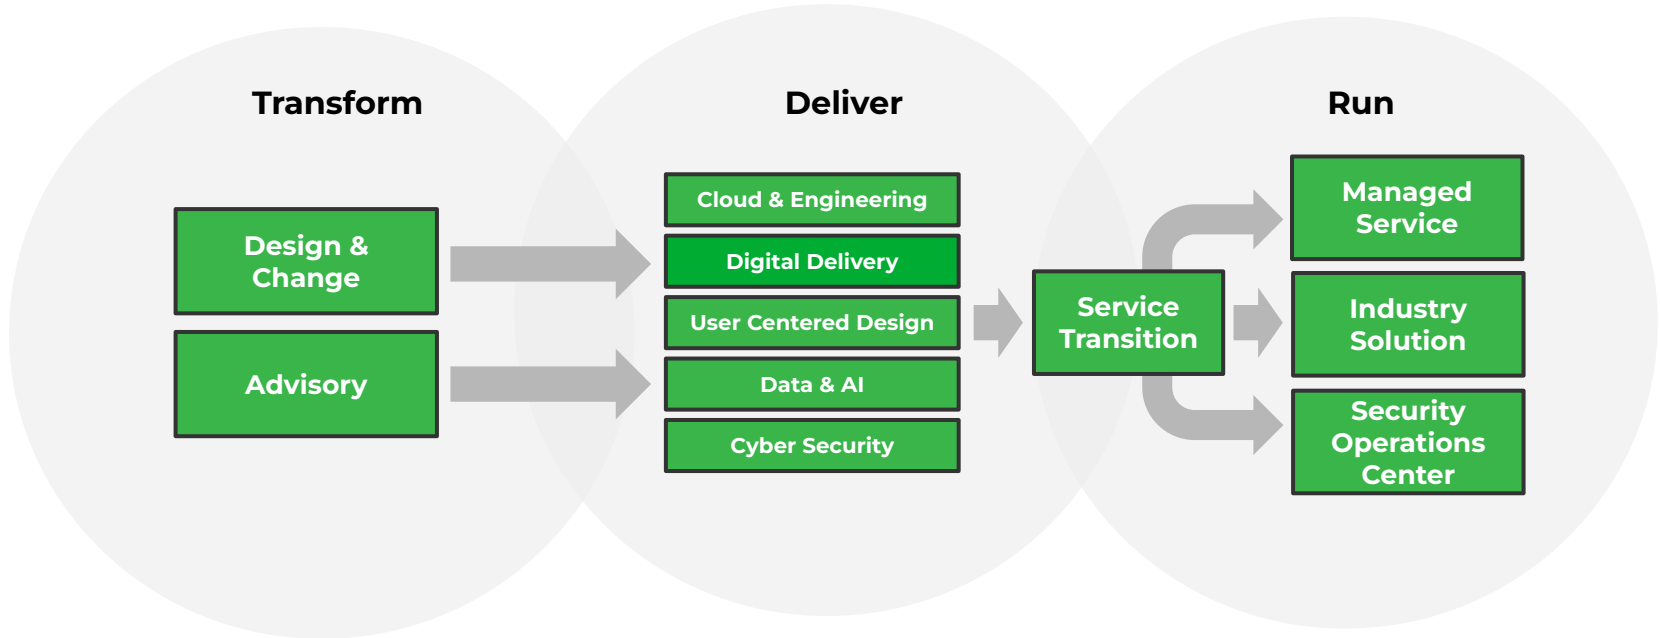 Transform
Design &
Change
Advisory
Deliver
Cloud & Engineering
Digital Delivery
User Centered Design
Data & AI
Cyber Security
Service
Transition
Run
Managed
Service
Industry
Solution
Security
Operations
Center